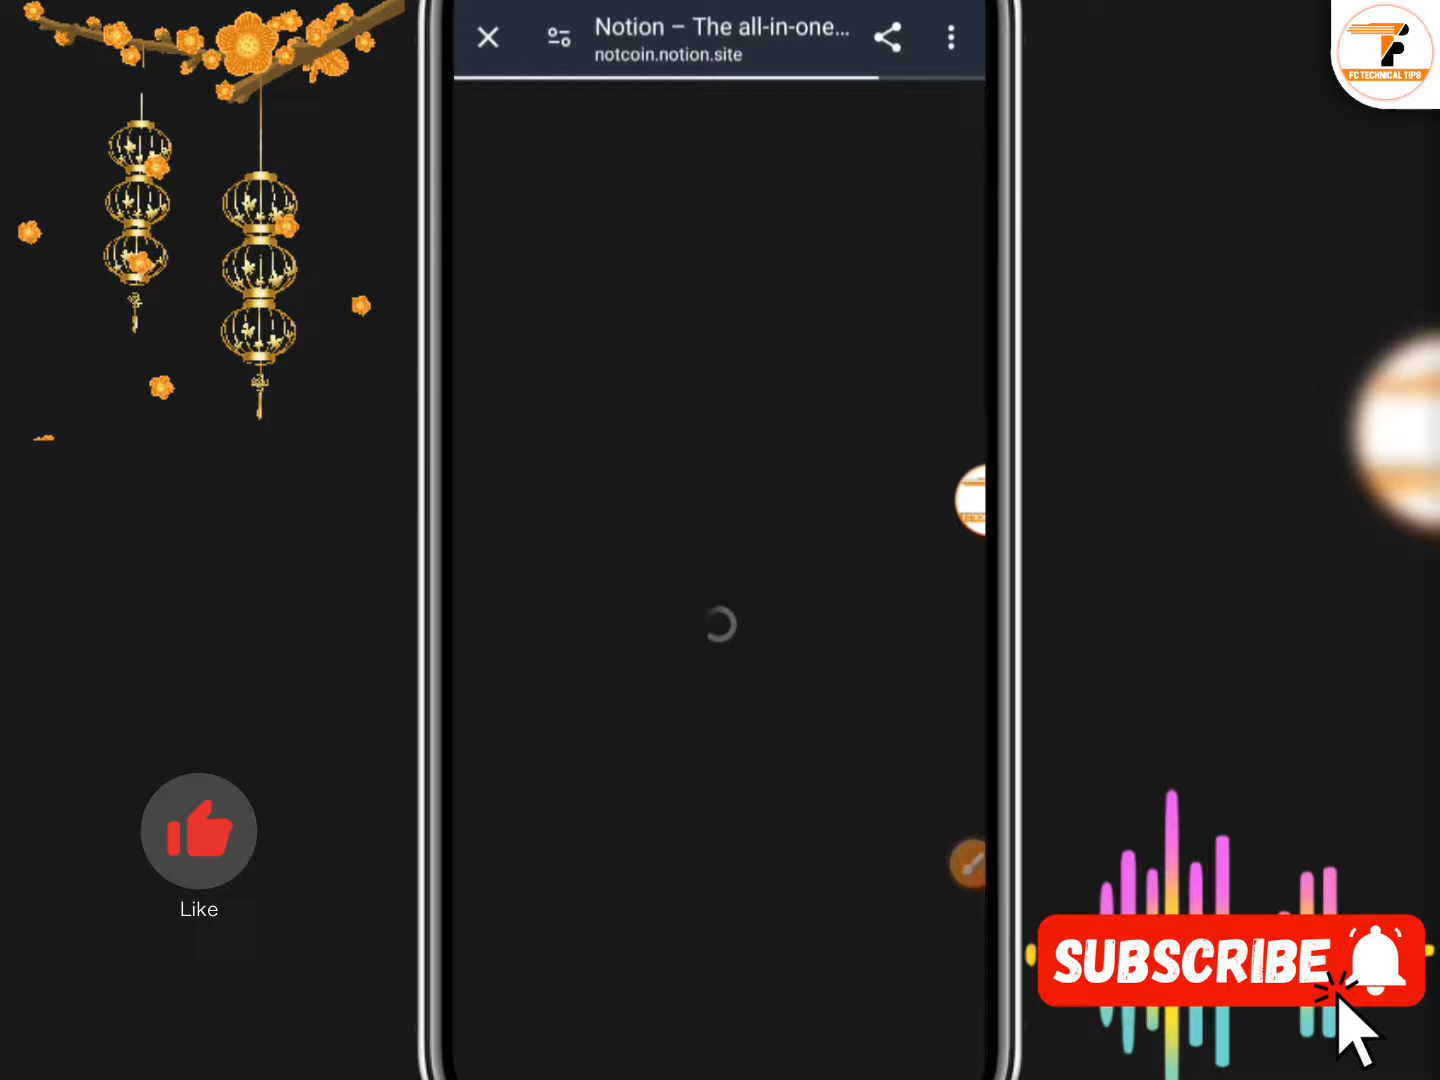 Notion – The all-in-one...
notcoin.notion.site
FC TECHNICAL TIPS
Like
SUBSCRIBE